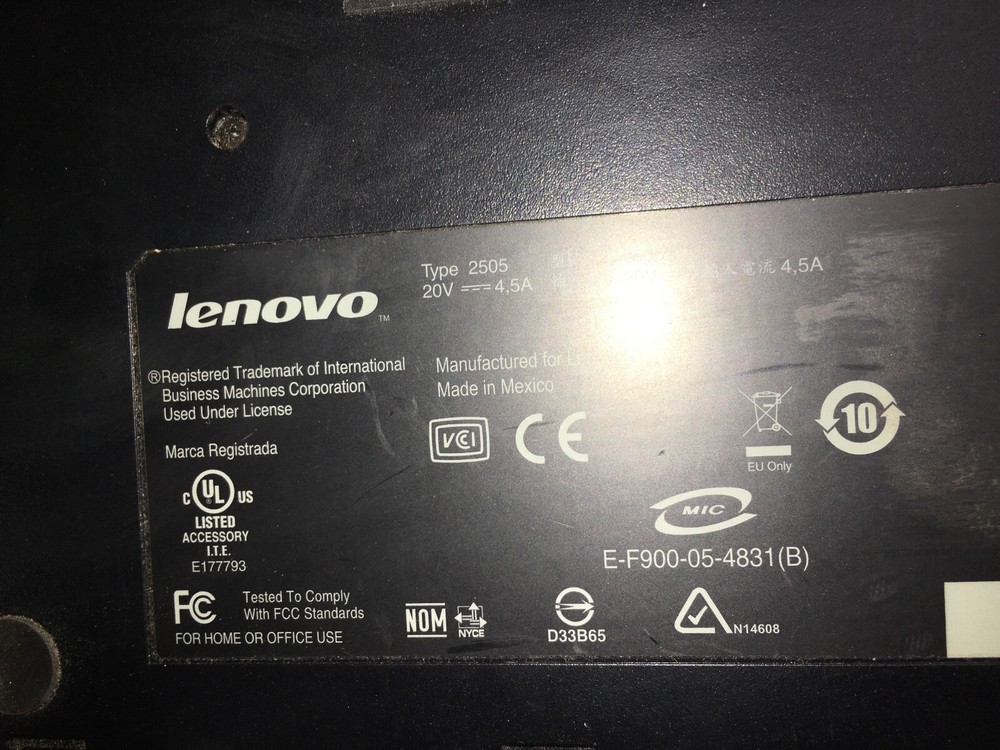 lenovo™
Type 2505
20V 4,5A
電流 4,5A
®Registered Trademark of International
Business Machines Corporation
Used Under License
Manufactured for
Made in Mexico
Marca Registrada
VCI
CE
EU Only
10
C UL® US
LISTED
ACCESSORY
I.T.E.
E177793
MIC
E-F900-05-4831(B)
FC
Tested To Comply
With FCC Standards
FOR HOME OR OFFICE USE
NOM
NYCE
D33B65
N14608